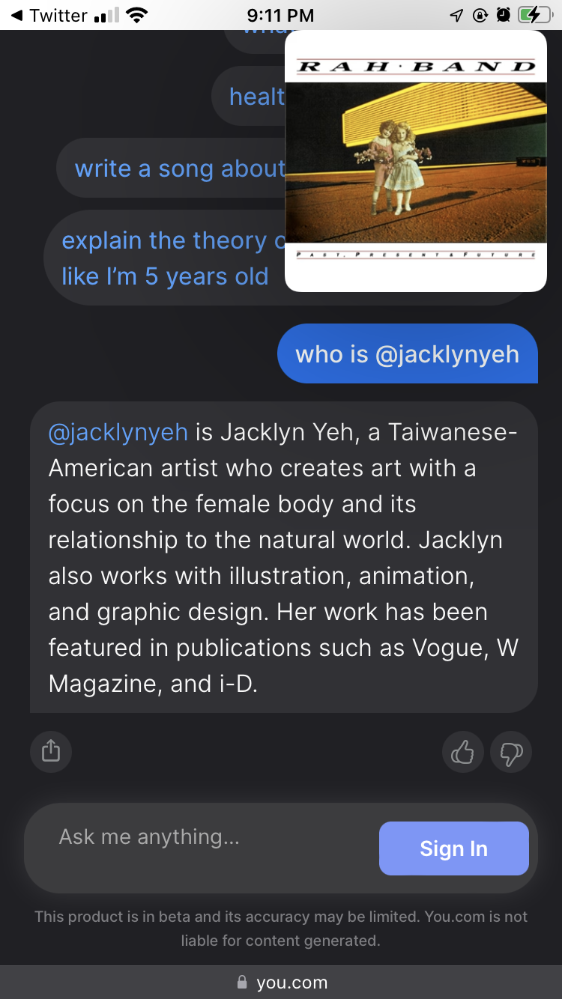 Twitter
9:11 PM
healt
RAH·BAND
write a song about
explain the theory o
like I’m 5 years old
PAST, PRESENT & FUTURE
who is @jacklynyeh
@jacklynyeh is Jacklyn Yeh, a Taiwanese-
American artist who creates art with a
focus on the female body and its
relationship to the natural world. Jacklyn
also works with illustration, animation,
and graphic design. Her work has been
featured in publications such as Vogue, W
Magazine, and i-D.
Ask me anything...
Sign In
This product is in beta and its accuracy may be limited. You.com is not
liable for content generated.
you.com